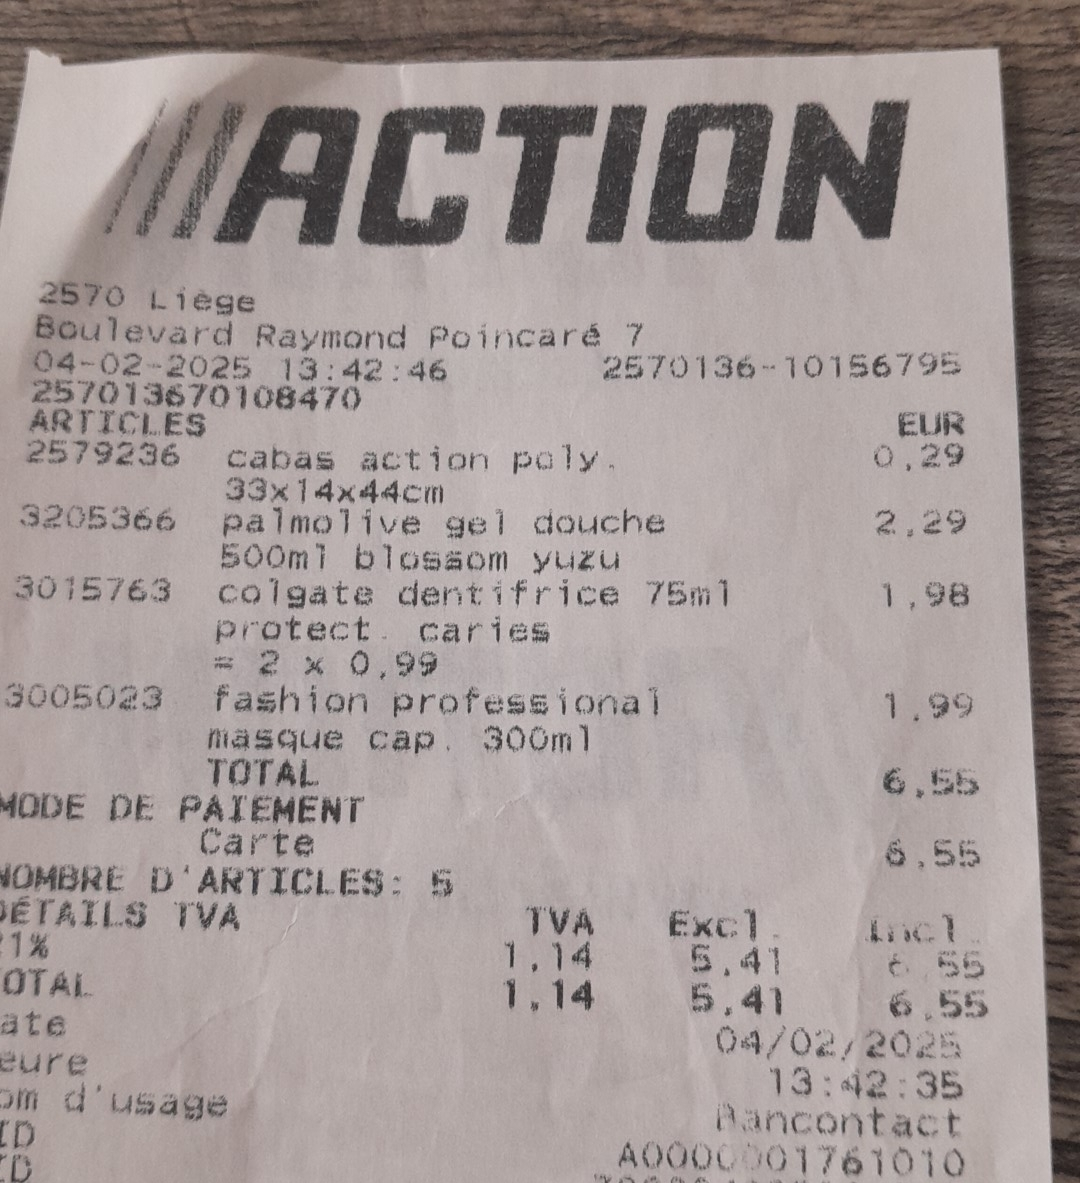 ACTION
2570 Liège
Boulevard Raymond Poincaré 7
04-02-2025 13:42:46 2570136-10156795
257013670108470
ARTICLES EUR
2579236 cabas action poly. 0,29
33x14x44cm
3205366 palmolive gel douche 2,29
500ml blossom yuzu
3015763 colgate dentifrice 75ml 1,98
protect. caries
= 2 x 0,99
3005023 fashion professional 1,99
masque cap. 300ml
TOTAL 6,55
MODE DE PAIEMENT
Carte 6,55
NOMBRE D'ARTICLES: 5
DÉTAILS TVA TVA Excl. Incl.
21% 1,14 5,41 6,55
TOTAL 1,14 5,41 6,55
ate 04/02/2025
eure 13:42:35
om d'usage Bancontact
ID A0000001761010
ID